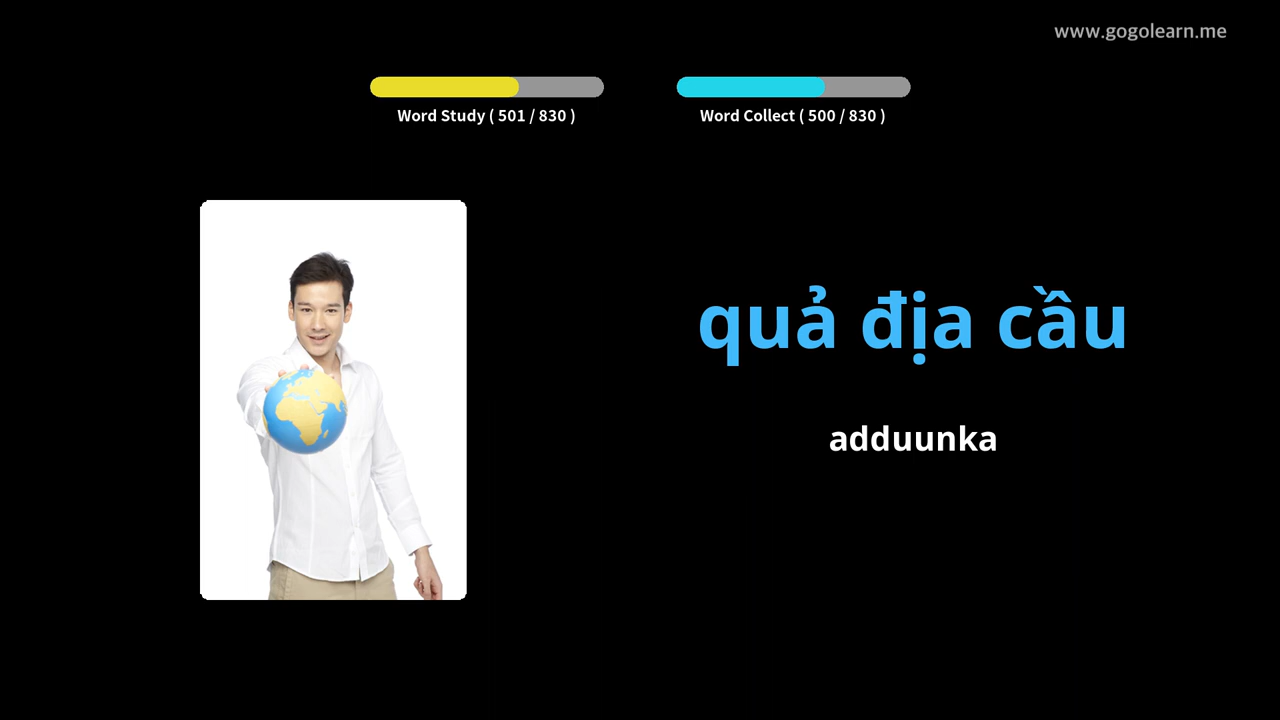 www.gogolearn.me
Word Study ( 501 / 830 )
Word Collect ( 500 / 830 )
quả địa cầu
adduunka